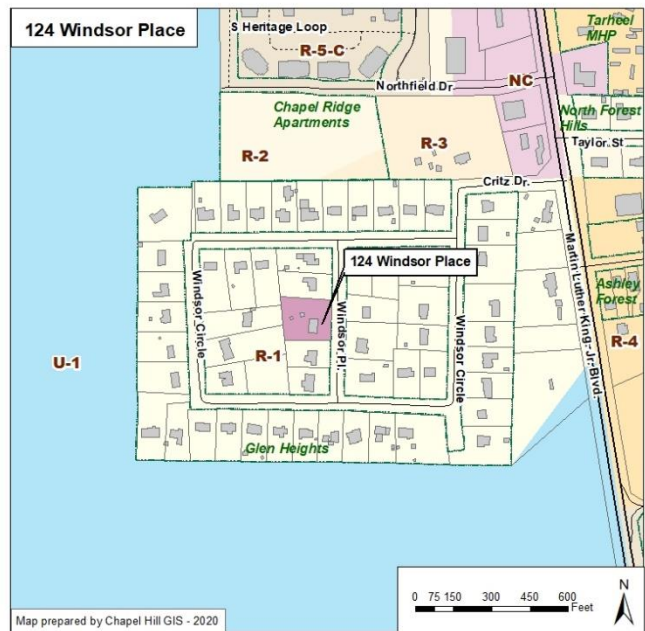 124 Windsor Place
S Heritage Loop
R-5-C
Tarheel
MHP
NC
Northfield Dr
Chapel Ridge
Apartments
North Forest
Hills
R-2
R-3
Taylor St
Critz Dr.
124 Windsor Place
Windsor Circle
Windsor Pl.
Windsor Circle
Martin Luther King Jr Blvd.
Ashley
Forest
R-4
U-1
R-1
Glen Heights
N
0 75 150 300 450 600
Feet
Map prepared by Chapel Hill GIS - 2020